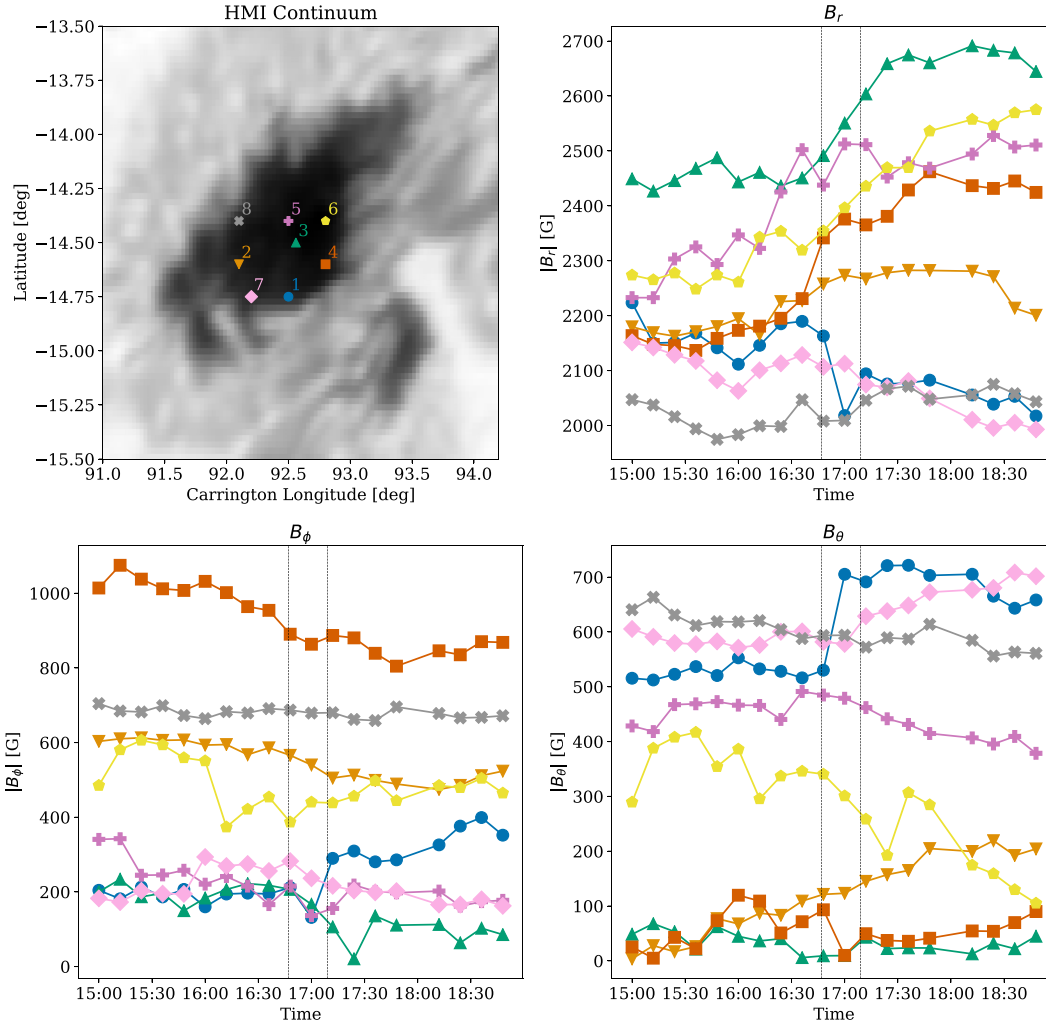 HMI Continuum
−13.50
−13.75
−14.00
−14.25
−14.50
−14.75
−15.00
−15.25
−15.50
Latitude [deg]
8
5
6
3
2
4
7
1
91.0 91.5 92.0 92.5 93.0 93.5 94.0
Carrington Longitude [deg]
B_r
2700
2600
2500
2400
2300
2200
2100
2000
|B_r| [G]
15:00 15:30 16:00 16:30 17:00 17:30 18:00 18:30
Time
B_ϕ
1000
800
600
400
200
0
|B_ϕ| [G]
15:00 15:30 16:00 16:30 17:00 17:30 18:00 18:30
Time
B_θ
700
600
500
400
300
200
100
0
|B_θ| [G]
15:00 15:30 16:00 16:30 17:00 17:30 18:00 18:30
Time